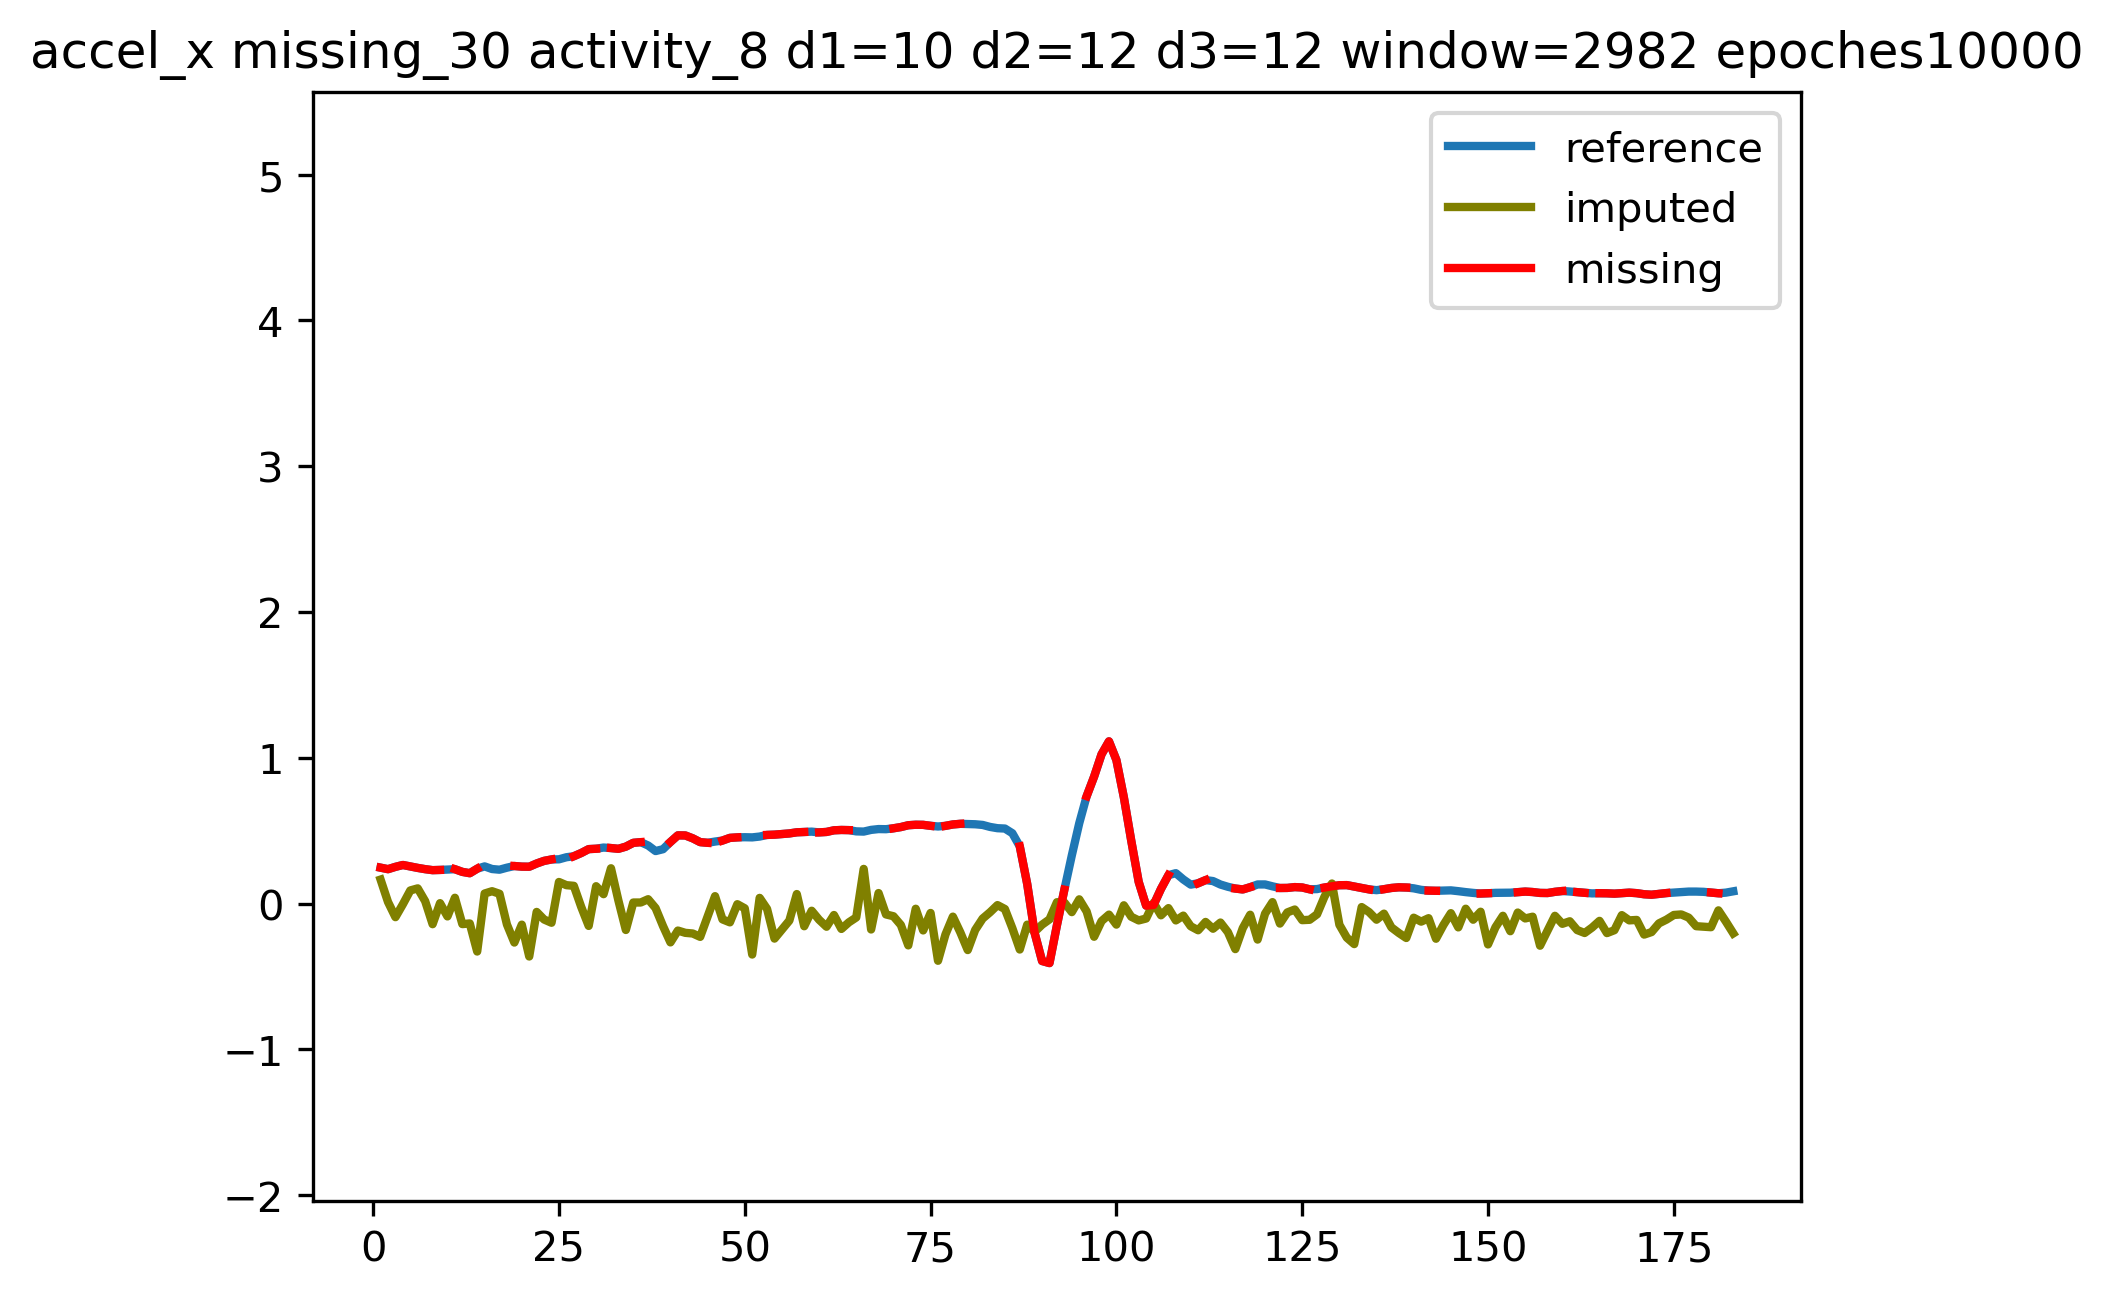 accel_x missing_30 activity_8 d1=10 d2=12 d3=12 window=2982 epoches10000
reference
imputed
missing
5
4
3
2
1
0
−1
−2
0 25 50 75 100 125 150 175